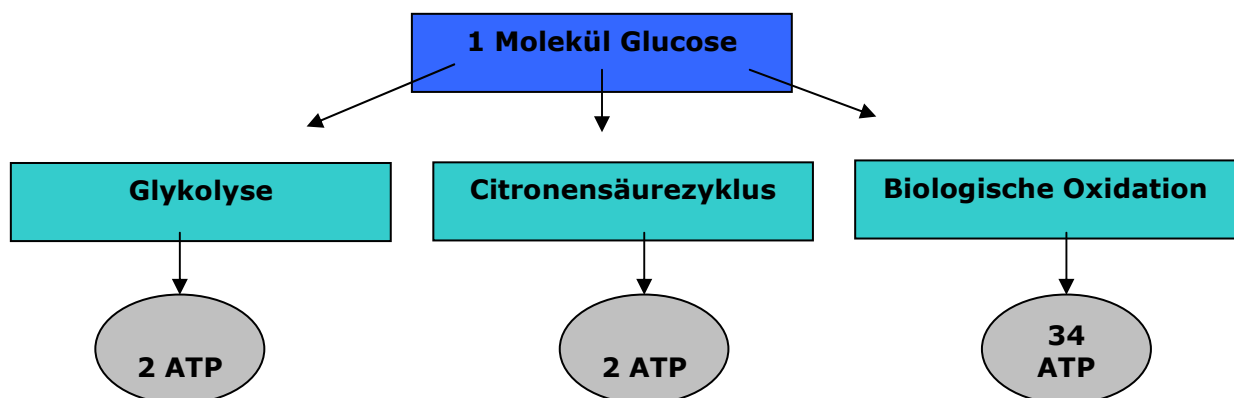 1 Molekül Glucose
Glykolyse
Citronensäurezyklus
Biologische Oxidation
2 ATP
2 ATP
34
ATP